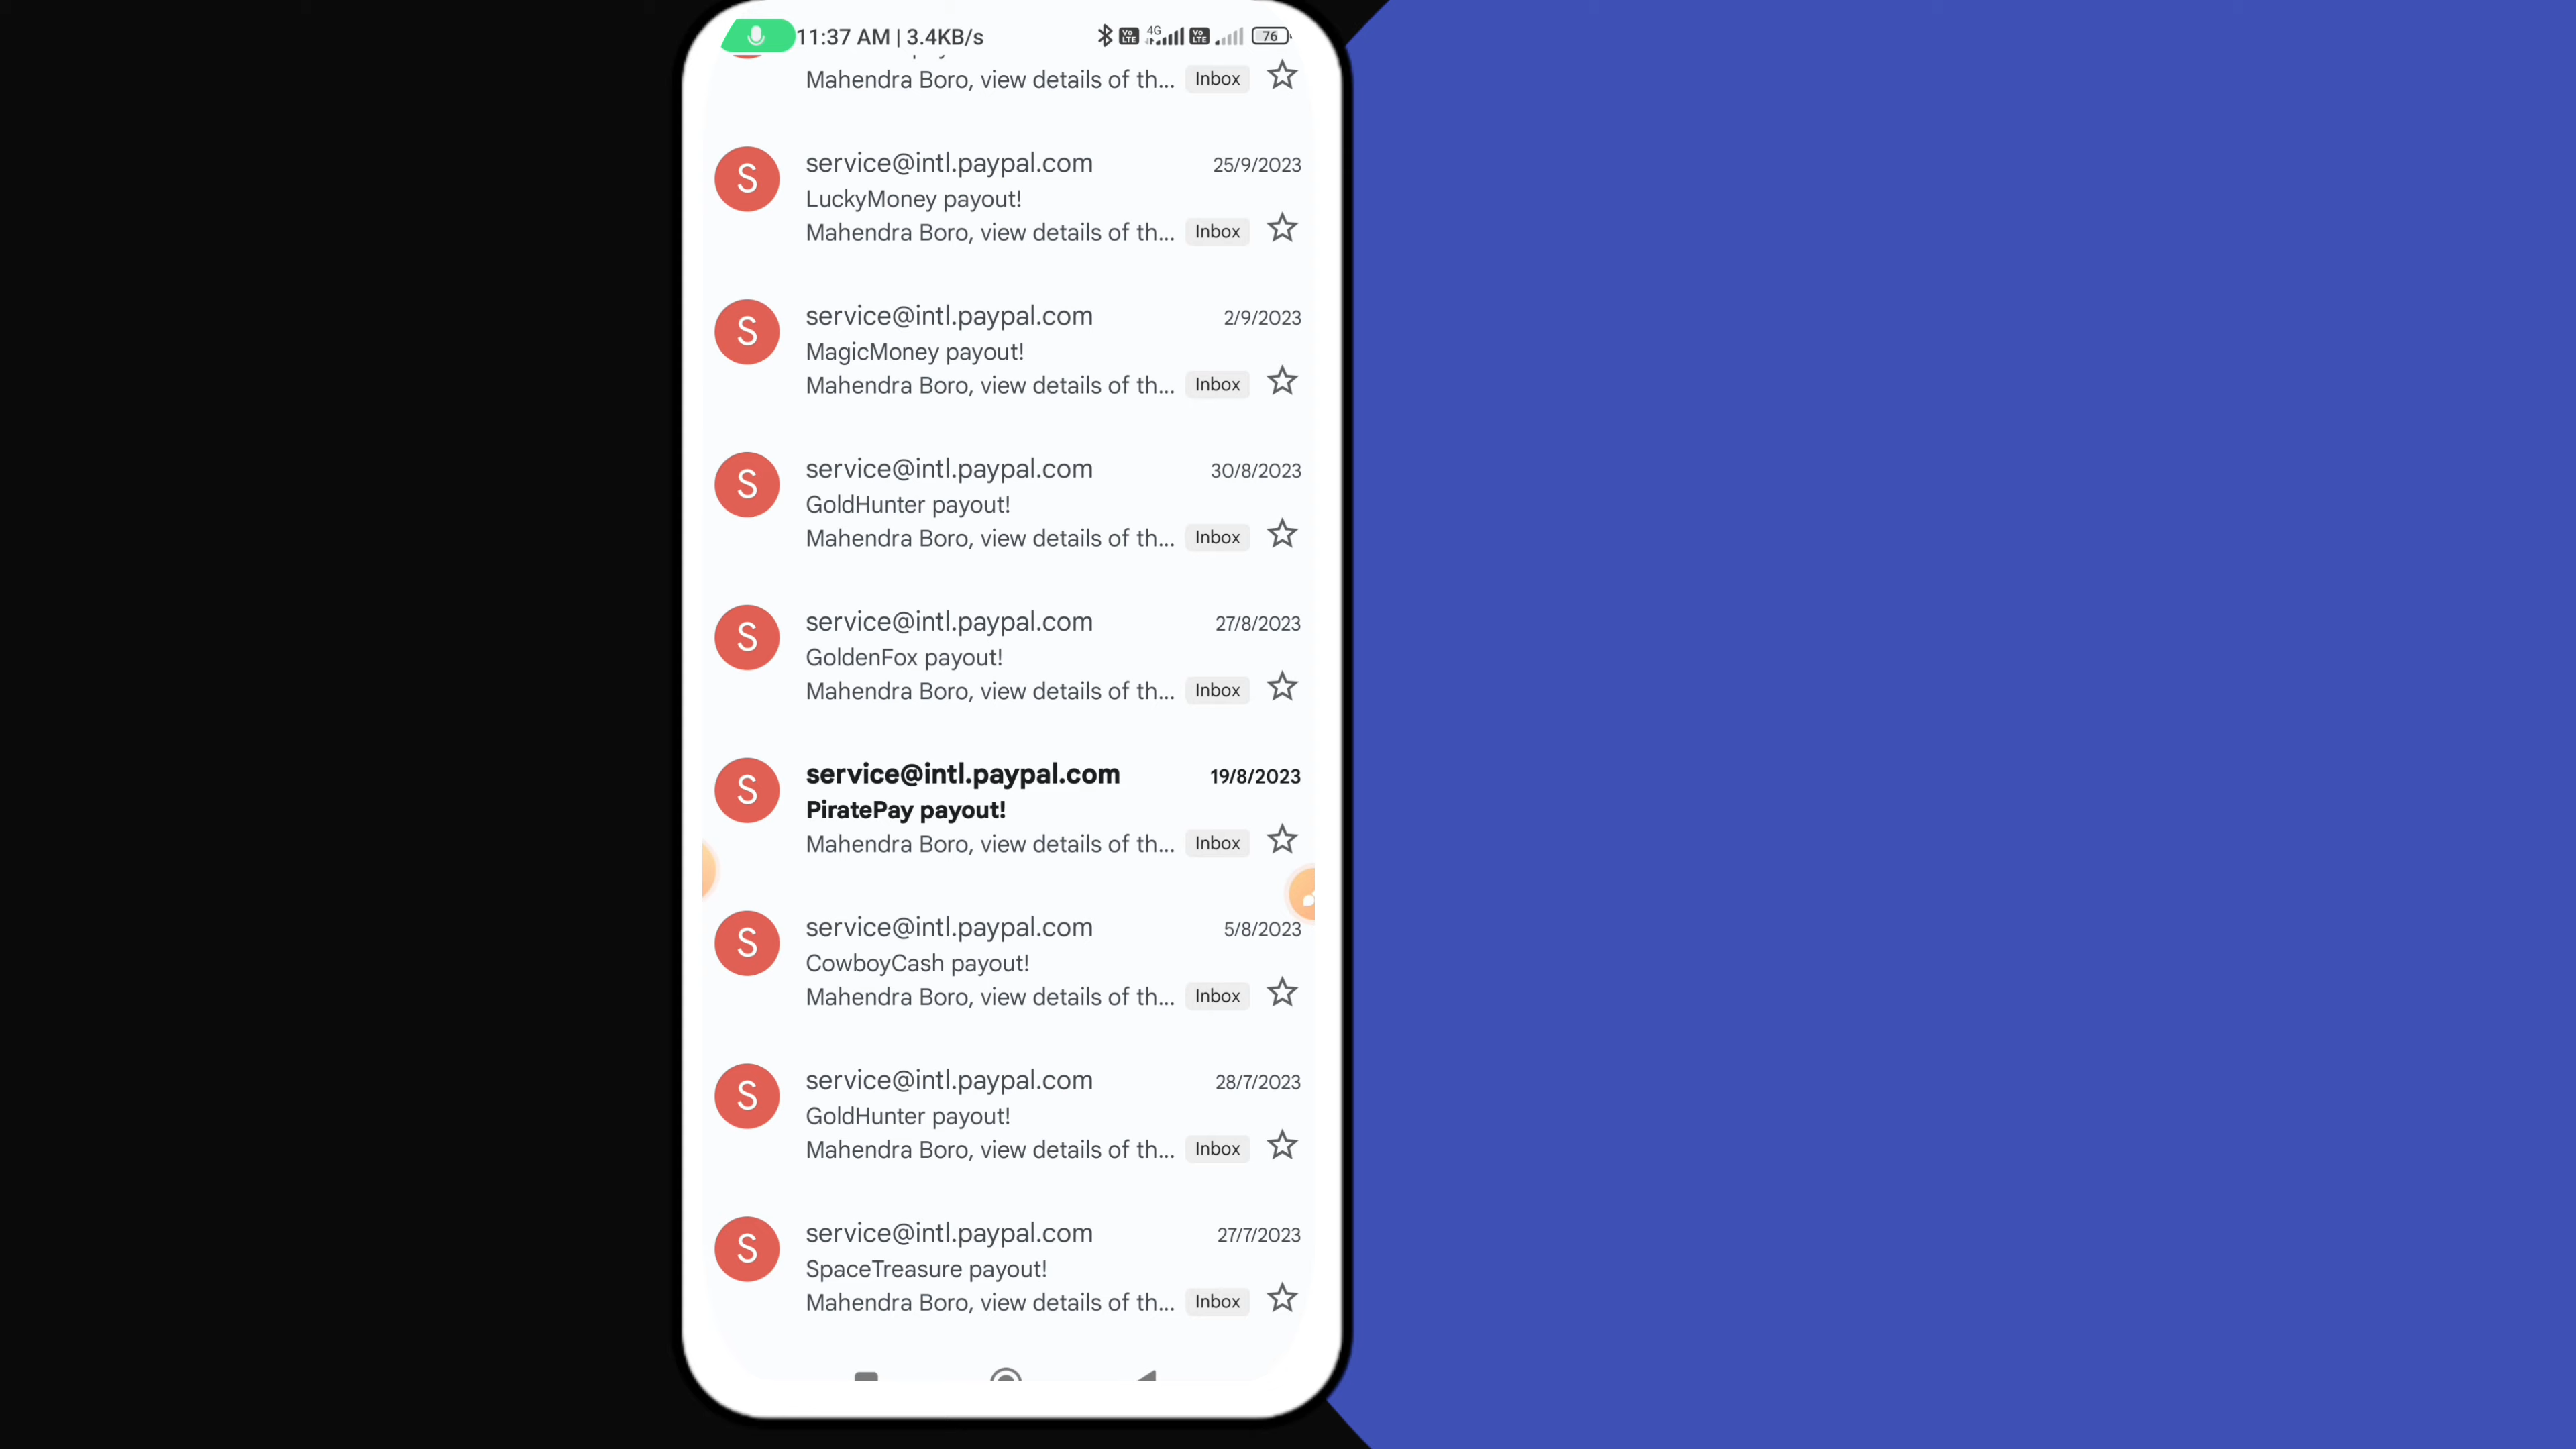 11:37 AM | 3.4KB/s
4G
Vo LTE
Vo LTE
76
Mahendra Boro, view details of th... Inbox
S
service@intl.paypal.com 25/9/2023
LuckyMoney payout!
Mahendra Boro, view details of th... Inbox
S
service@intl.paypal.com 2/9/2023
MagicMoney payout!
Mahendra Boro, view details of th... Inbox
S
service@intl.paypal.com 30/8/2023
GoldHunter payout!
Mahendra Boro, view details of th... Inbox
S
service@intl.paypal.com 27/8/2023
GoldenFox payout!
Mahendra Boro, view details of th... Inbox
S
service@intl.paypal.com 19/8/2023
PiratePay payout!
Mahendra Boro, view details of th... Inbox
S
service@intl.paypal.com 5/8/2023
CowboyCash payout!
Mahendra Boro, view details of th... Inbox
S
service@intl.paypal.com 28/7/2023
GoldHunter payout!
Mahendra Boro, view details of th... Inbox
S
service@intl.paypal.com 27/7/2023
SpaceTreasure payout!
Mahendra Boro, view details of th... Inbox